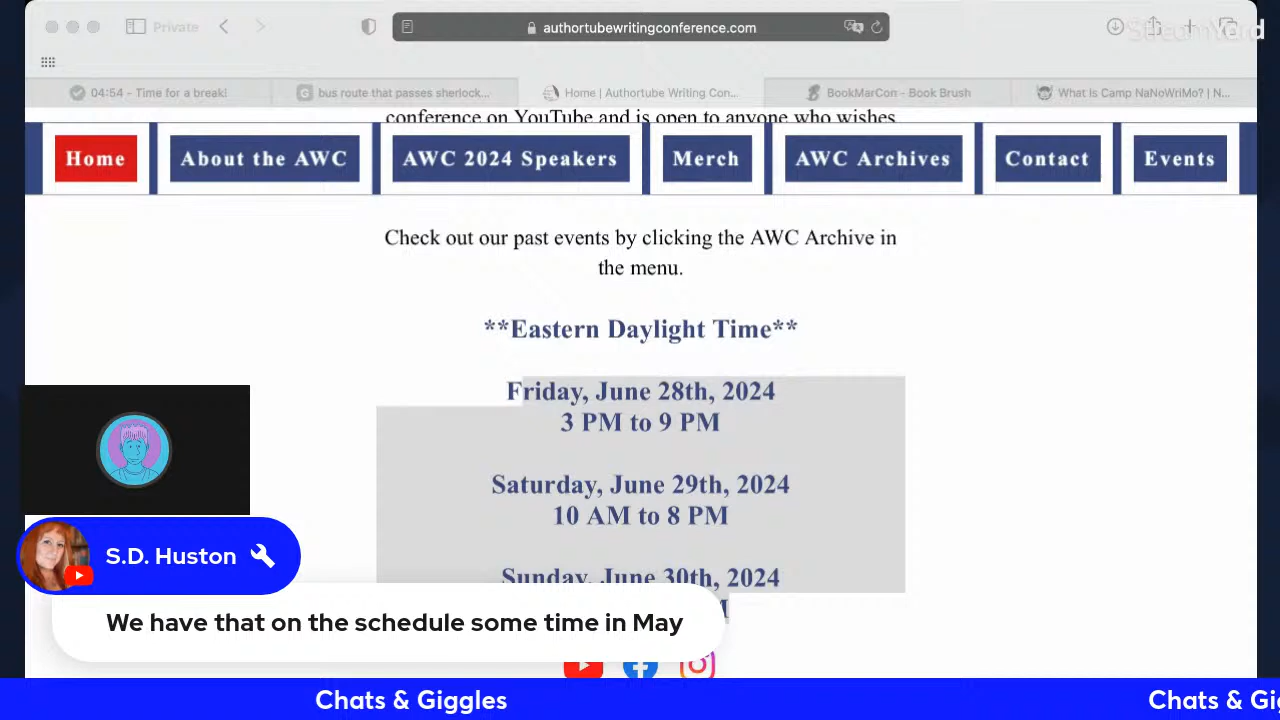 Private
authortubewritingconference.com
StreamYard
04:54 - Time for a break!
bus route that passes sherlock...
Home | Authortube Writing Con...
BookMarCon - Book Brush
What is Camp NaNoWriMo? | N...
conference on YouTube and is open to anyone who wishes
Home
About the AWC
AWC 2024 Speakers
Merch
AWC Archives
Contact
Events
Check out our past events by clicking the AWC Archive in
the menu.
**Eastern Daylight Time**
Friday, June 28th, 2024
3 PM to 9 PM
Saturday, June 29th, 2024
10 AM to 8 PM
Sunday, June 30th, 2024
S.D. Huston
We have that on the schedule some time in May
Chats & Giggles
Chats & Gig